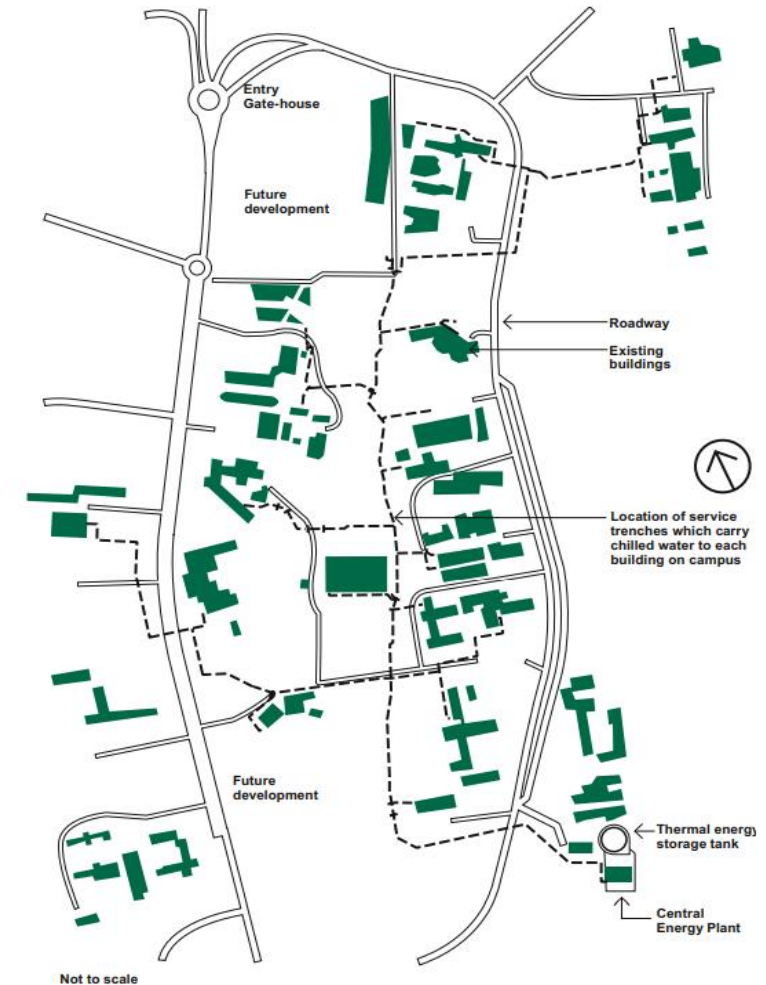 Entry
Gate-house
Future
development
Roadway
Existing
buildings
Location of service
trenches which carry
chilled water to each
building on campus
Future
development
Thermal energy
storage tank
Central
Energy Plant
Not to scale